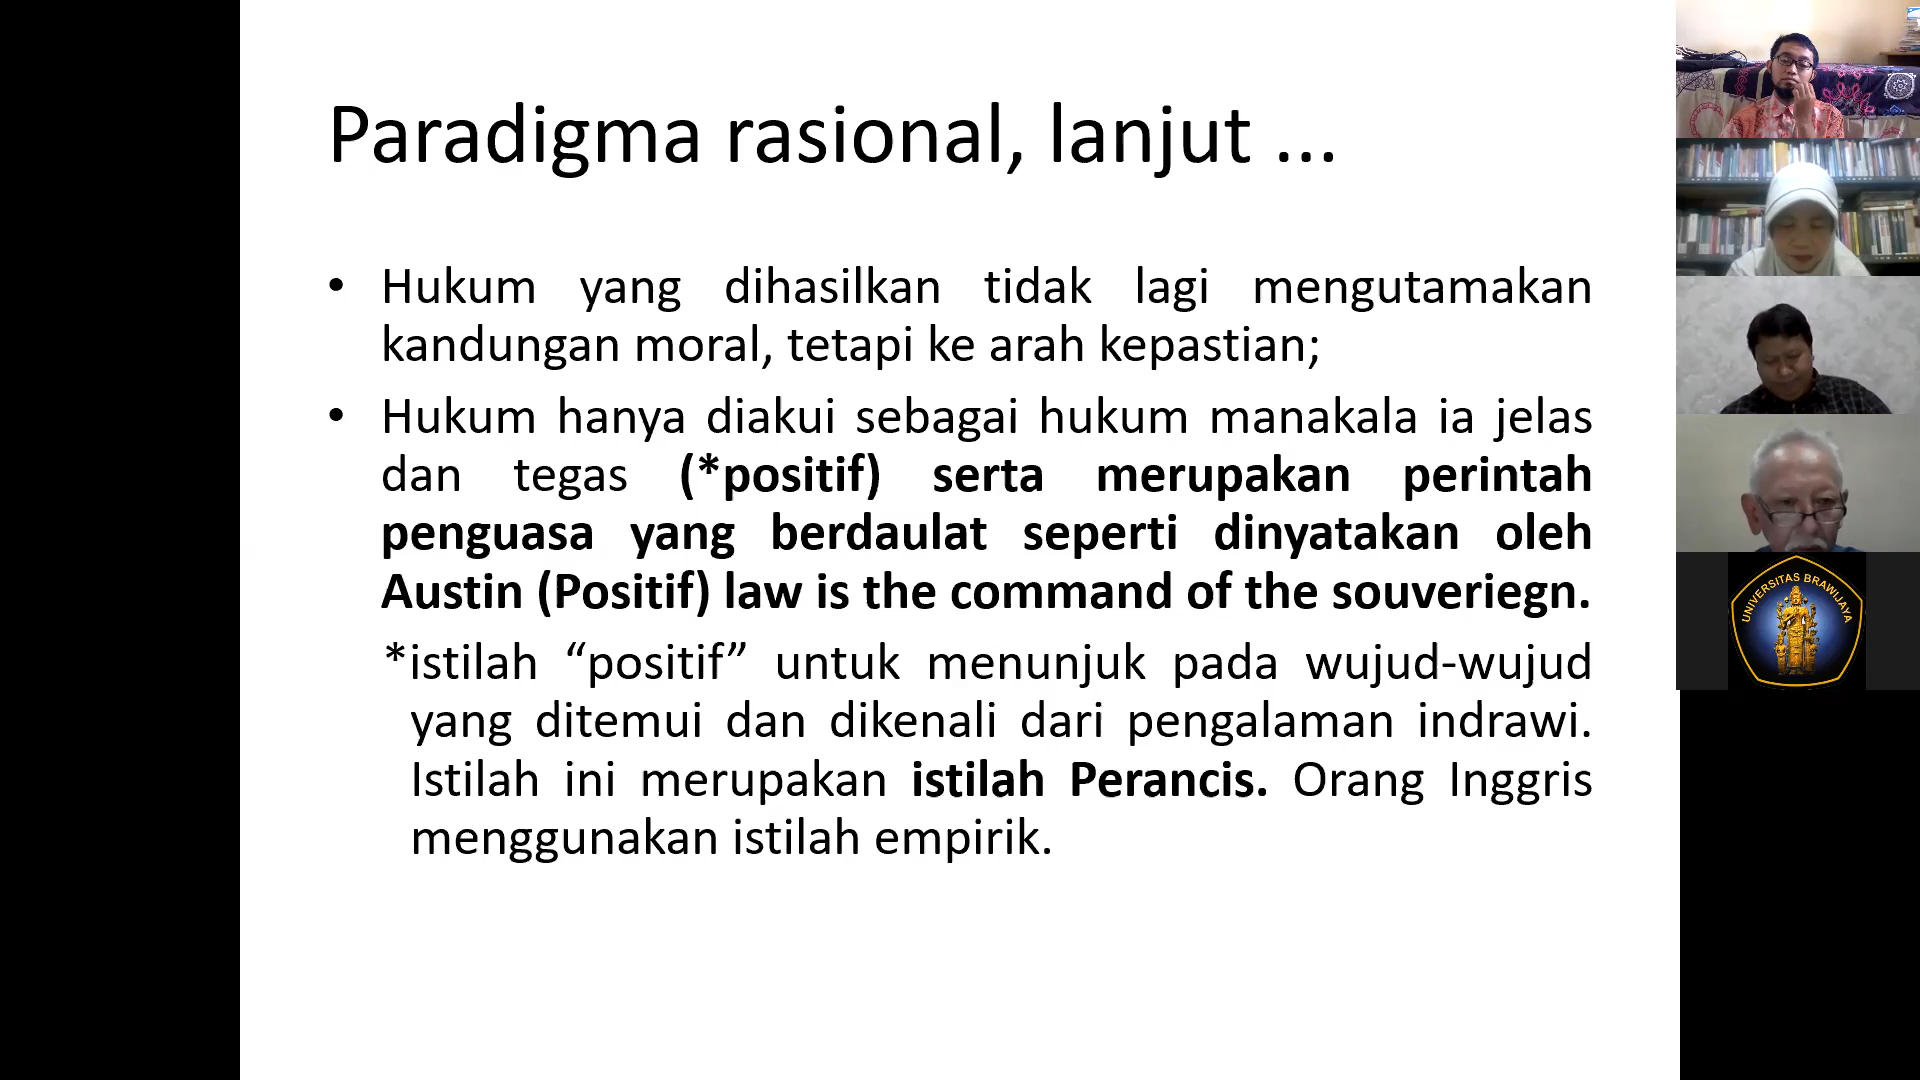 Paradigma rasional, lanjut ...
• Hukum yang dihasilkan tidak lagi mengutamakan
kandungan moral, tetapi ke arah kepastian;
• Hukum hanya diakui sebagai hukum manakala ia jelas
dan tegas (*positif) serta merupakan perintah
penguasa yang berdaulat seperti dinyatakan oleh
Austin (Positif) law is the command of the souveriegn.
*istilah “positif” untuk menunjuk pada wujud-wujud
yang ditemui dan dikenali dari pengalaman indrawi.
Istilah ini merupakan istilah Perancis. Orang Inggris
menggunakan istilah empirik.
UNIVERSITAS BRAWIJAYA